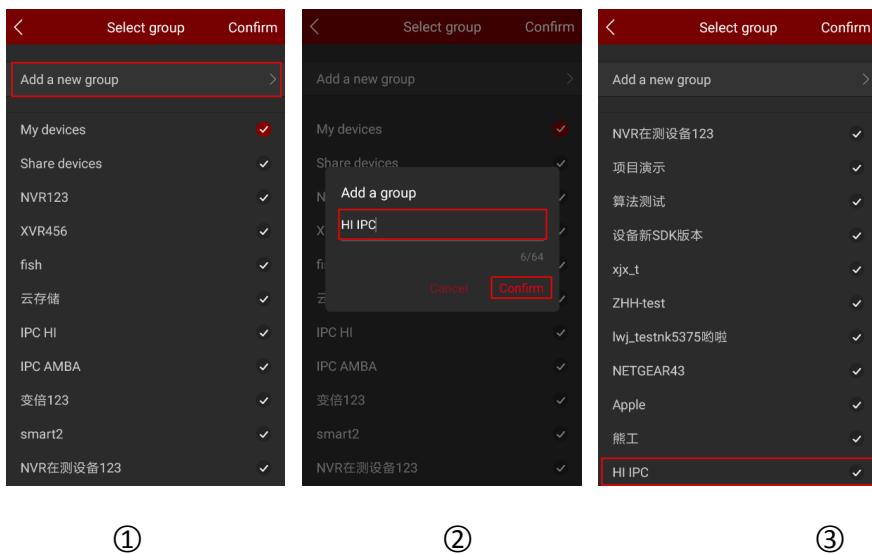 Select group Confirm
Add a new group
My devices
Share devices
NVR123
XVR456
fish
云存储
IPC HI
IPC AMBA
变倍123
smart2
NVR在测设备123
①
Select group Confirm
Add a new group
My devices
Share devices
N
X
Add a group
HI IPC
6/64
Cancel Confirm
fi
云
IPC HI
IPC AMBA
变倍123
smart2
NVR在测设备123
②
Select group Confirm
Add a new group
NVR在测设备123
项目演示
算法测试
设备新SDK版本
xjx_t
ZHH-test
lwj_testnk5375哟啦
NETGEAR43
Apple
熊工
HI IPC
③